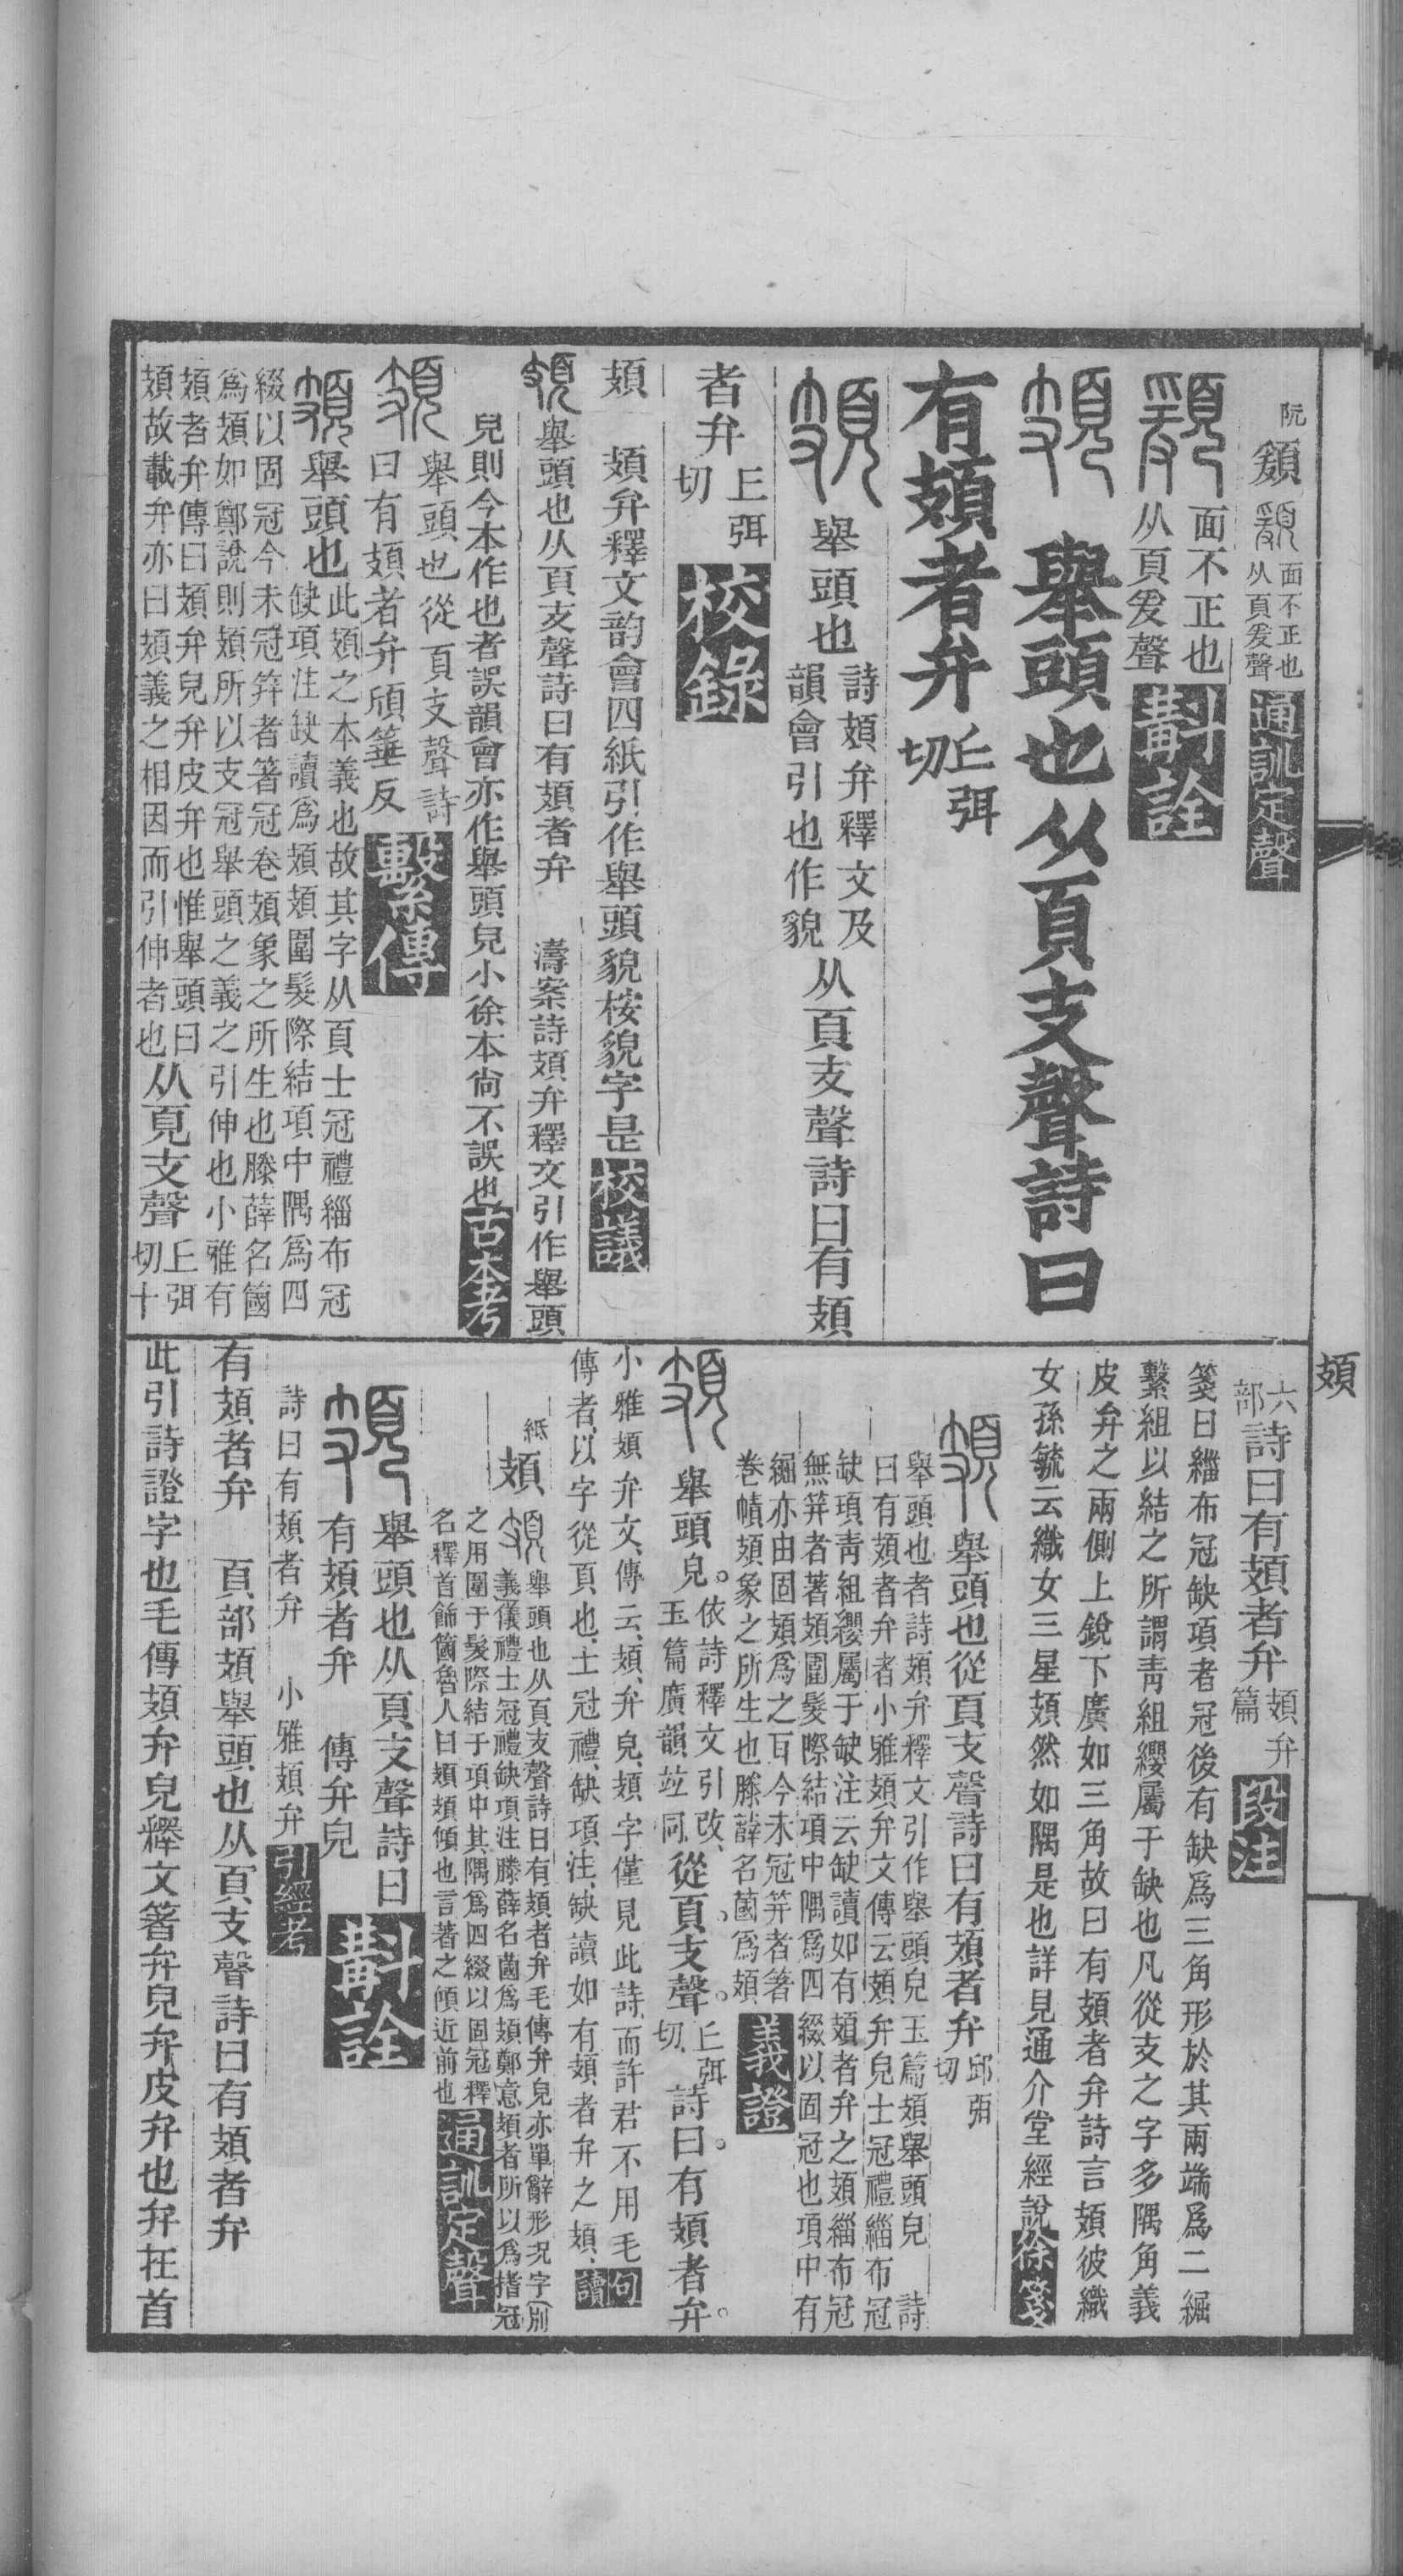 阮
顐
面不正也
从頁爰聲
通訓定聲
面不正也
从頁爰聲
斠詮
舉頭也从頁支聲詩曰
有頍者弁丘弭切
舉頭也詩頍弁釋文及韻會引也作貌从頁支聲詩曰有頍
者弁丘弭切校錄
頍 頍弁釋文韵會四紙引作舉頭貌桉貌字是校議
舉頭也从頁支聲詩曰有頍者弁 濤案詩頍弁釋文引作舉頭
皃則今本作也者誤韻會亦作舉頭皃小徐本尙不誤也古本考
舉頭也從頁支聲詩
曰有頍者弁頎箠反繫傳
舉頭也此頍之本義也故其字从頁士冠禮緇布冠
缺項注缺讀爲頍頍圍髮際結項中隅爲四
綴以固冠今未冠筓者箸冠卷頍象之所生也滕薛名簂
爲頍如鄭說則頍所以支冠舉頭之義之引伸也小雅有
頍者弁傳曰頍弁皃弁皮弁也惟舉頭曰
頍故載弁亦曰頍義之相因而引伸者也从頁支聲丘弭切十
頍
六部詩曰有頍者弁頍弁篇段注
箋曰緇布冠缺項者冠後有缺爲三角形於其兩端爲二綑
繫組以結之所謂靑組纓屬于缺也凡從支之字多隅角義
皮弁之兩側上銳下廣如三角故曰有頍者弁詩言頍彼織
女孫毓云織女三星頍然如隅是也詳見通介堂經說徐箋
舉頭也從頁支聲詩曰有頍者弁邱弭切
舉頭也者詩頍弁釋文引作舉頭皃玉篇頍舉頭皃 詩
曰有頍者弁者小雅頍弁文傳云頍弁皃士冠禮緇布冠
缺項靑組纓屬于缺注云缺讀如有頍者弁之頍緇布冠
無筓者著頍圍髮際結項中隅爲四綴以固冠也項中有
綑亦由固頍爲之耳今未冠筓者箸
卷幘頍象之所生也滕薛名蔮爲頍義證
舉頭皃。依詩釋文引改、玉篇廣韻竝同從頁支聲。丘弭切詩曰。有頍者弁。
小雅頍弁文、傳云、頍、弁皃、頍字僅見此詩、而許君不用毛
傳者、以字從頁也、士冠禮、缺項、注、缺讀如有頍者弁之頍、句讀
紙
頍
舉頭也从頁支聲詩曰有頍者弁毛傳弁皃亦單辭形况字〔別
義〕儀禮士冠禮缺項注滕薛名蔮爲頍鄭意頍者所以爲㨖冠
之用圍于髮際結于項中其隅爲四綴以固冠釋
名釋首飾簂魯人曰頍頍傾也言著之傾近前也通訓定聲
舉頭也从頁支聲詩曰
有頍者弁 傳弁皃斠詮
詩曰有頍者弁 小雅頍弁引經考
有頍者弁 頁部頍舉頭也从頁支聲詩曰有頍者弁
此引詩證字也毛傳頍弁皃釋文箸弁皃弁皮弁也弁在首